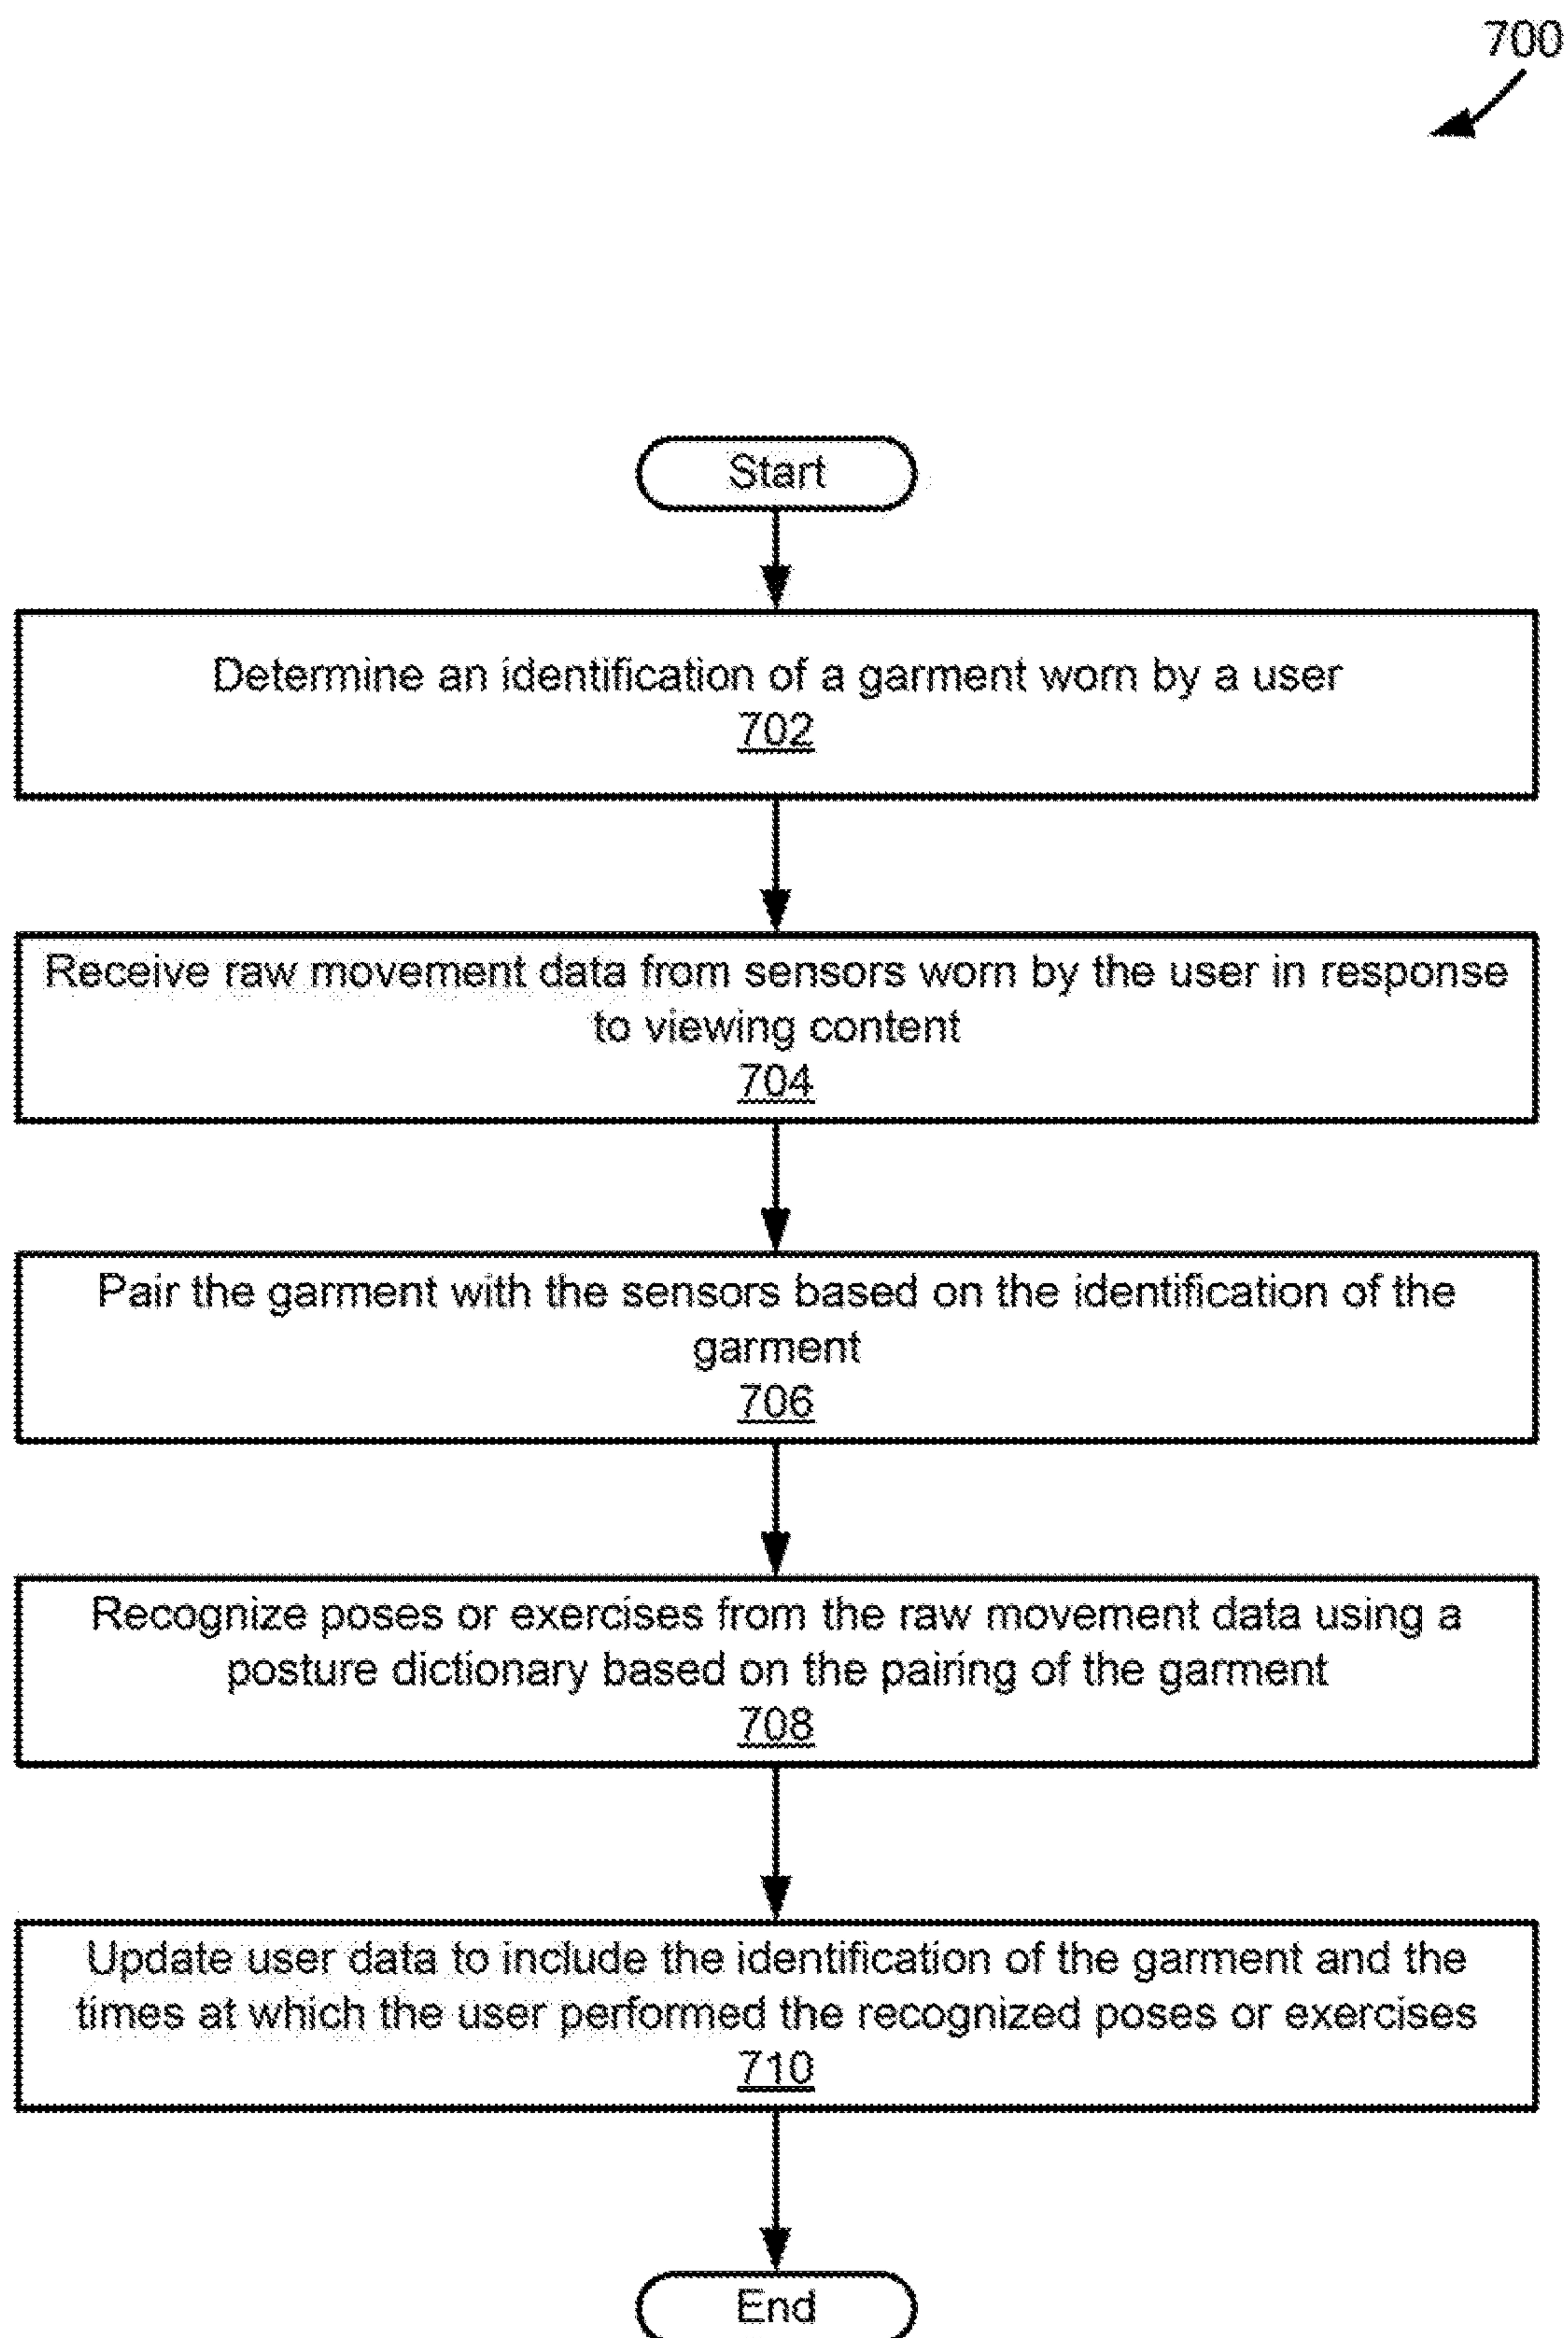 700
Start
Determine an identification of a garment worn by a user
702
Receive raw movement data from sensors worn by the user in response
to viewing content
704
Pair the garment with the sensors based on the identification of the
garment
706
Recognize poses or exercises from the raw movement data using a
posture dictionary based on the pairing of the garment
708
Update user data to include the identification of the garment and the
times at which the user performed the recognized poses or exercises
710
End